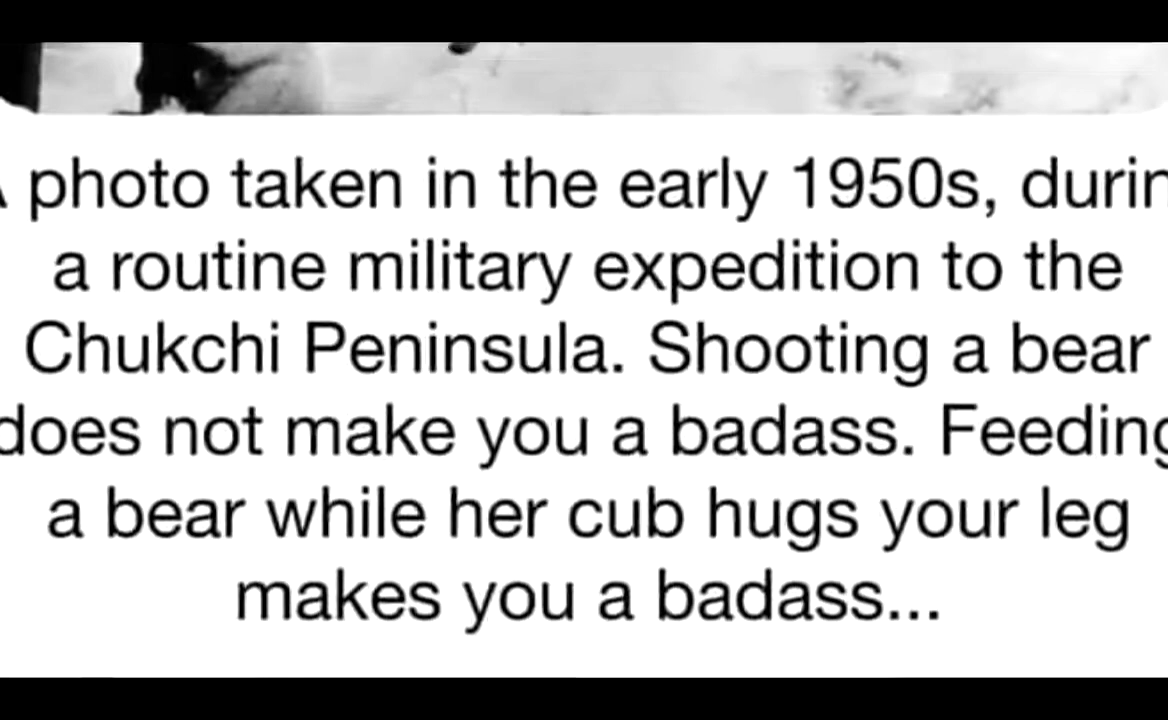 A photo taken in the early 1950s, durin
a routine military expedition to the
Chukchi Peninsula. Shooting a bear
does not make you a badass. Feeding
a bear while her cub hugs your leg
makes you a badass...